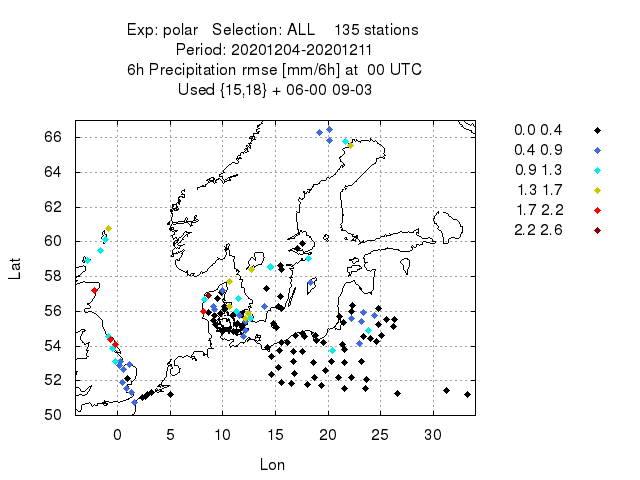 Exp: polar Selection: ALL 135 stations
Period: 20201204-20201211
6h Precipitation rmse [mm/6h] at 00 UTC
Used {15,18} + 06-00 09-03
66
64
62
60
58
56
54
52
50
Lat
0 5 10 15 20 25 30
Lon
0.0 0.4
0.4 0.9
0.9 1.3
1.3 1.7
1.7 2.2
2.2 2.6